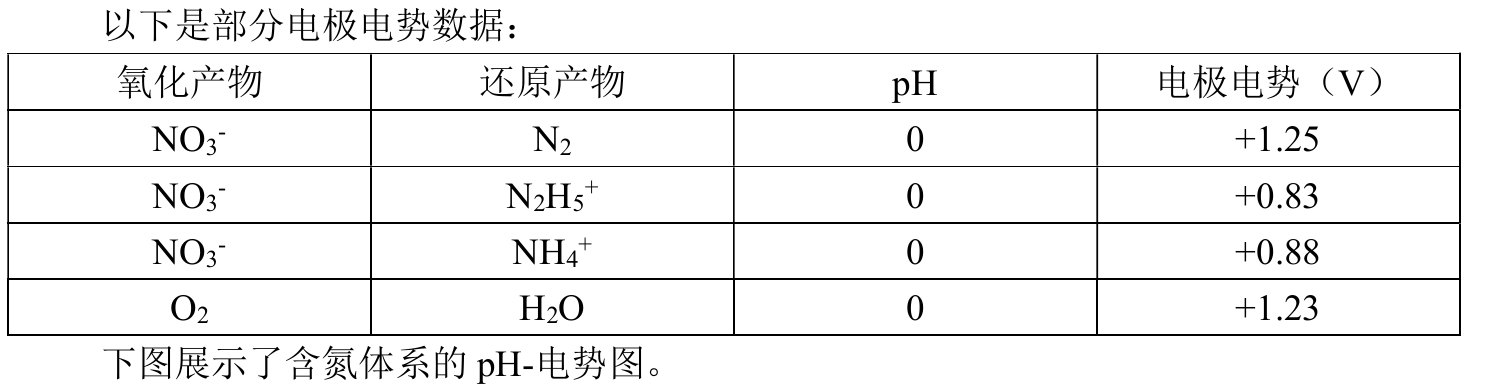 以下是部分电极电势数据：
氧化产物 还原产物 pH 电极电势（V）
NO₃⁻ N₂ 0 +1.25
NO₃⁻ N₂H₅⁺ 0 +0.83
NO₃⁻ NH₄⁺ 0 +0.88
O₂ H₂O 0 +1.23
下图展示了含氮体系的 pH-电势图。